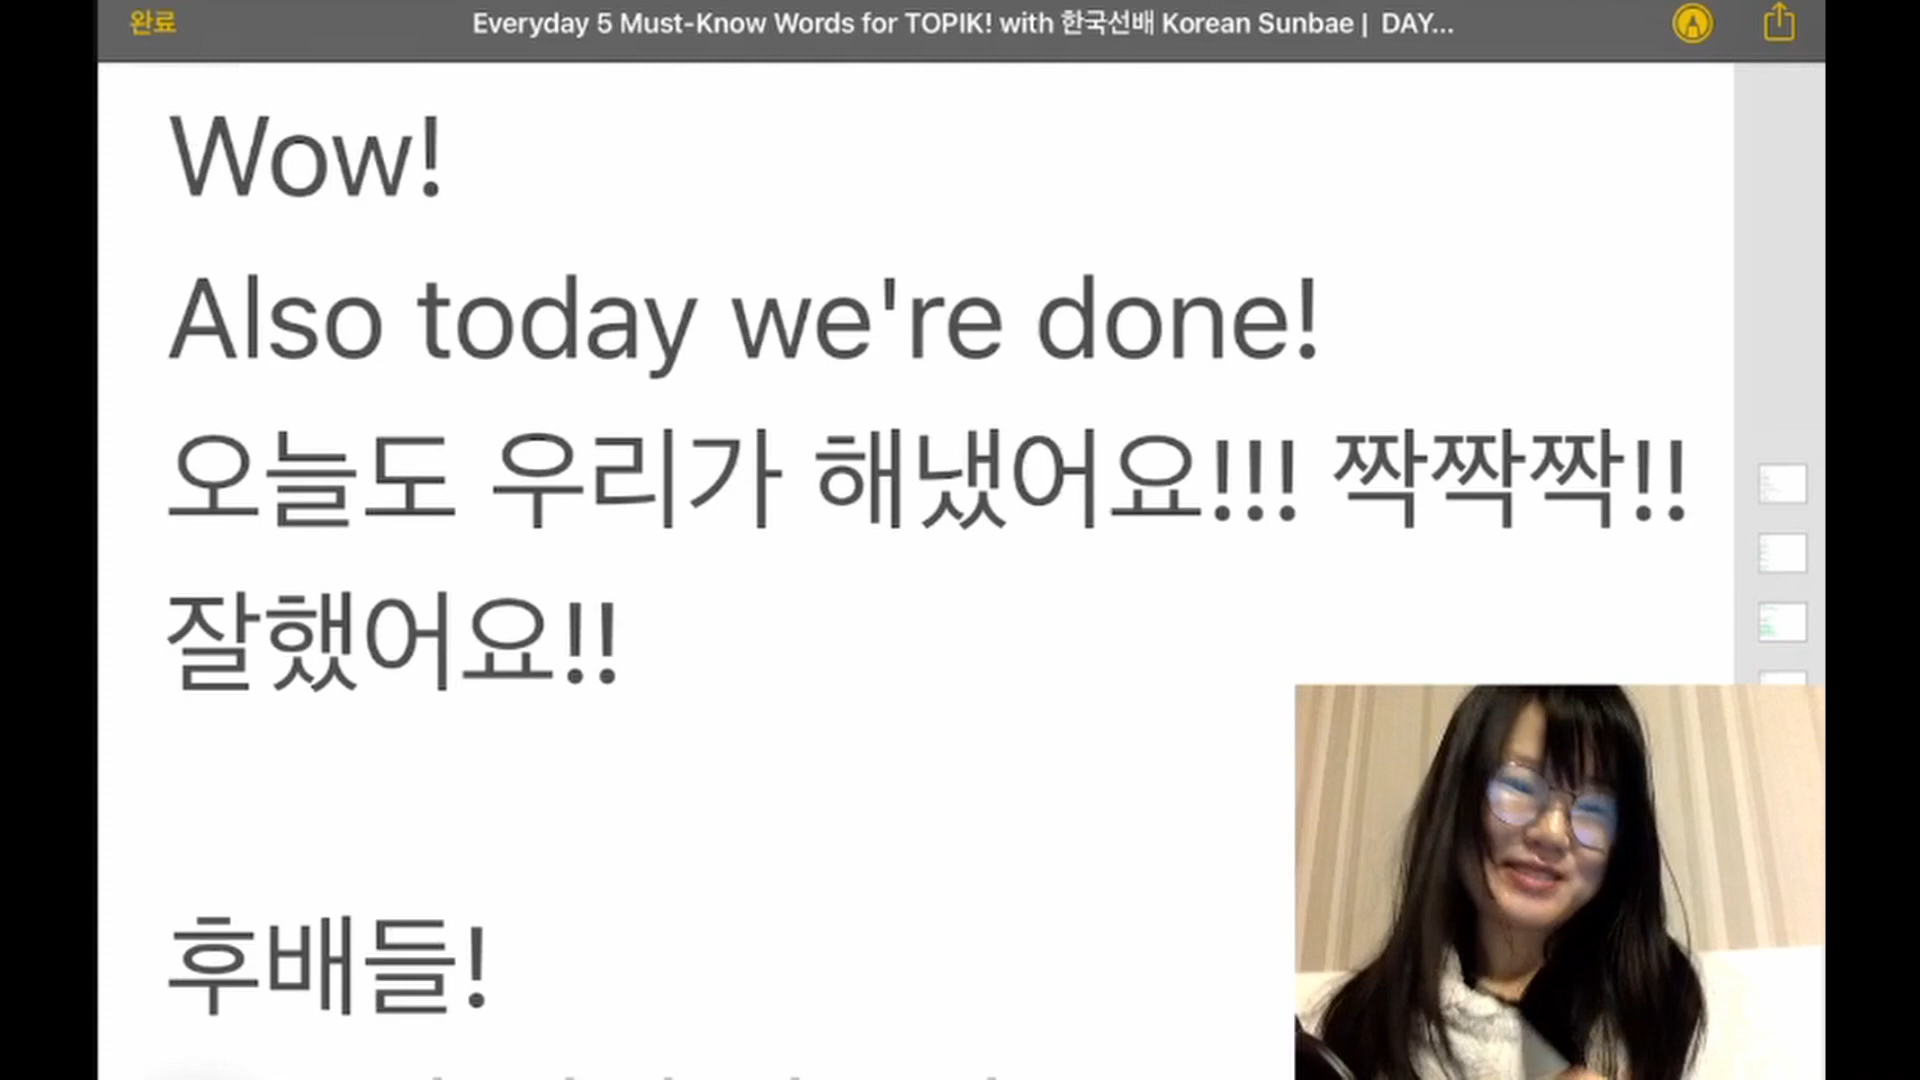 완료
Everyday 5 Must-Know Words for TOPIK! with 한국선배 Korean Sunbae | DAY...
Wow!
Also today we're done!
오늘도 우리가 해냈어요!!! 짝짝짝!!
잘했어요!!
후배들!